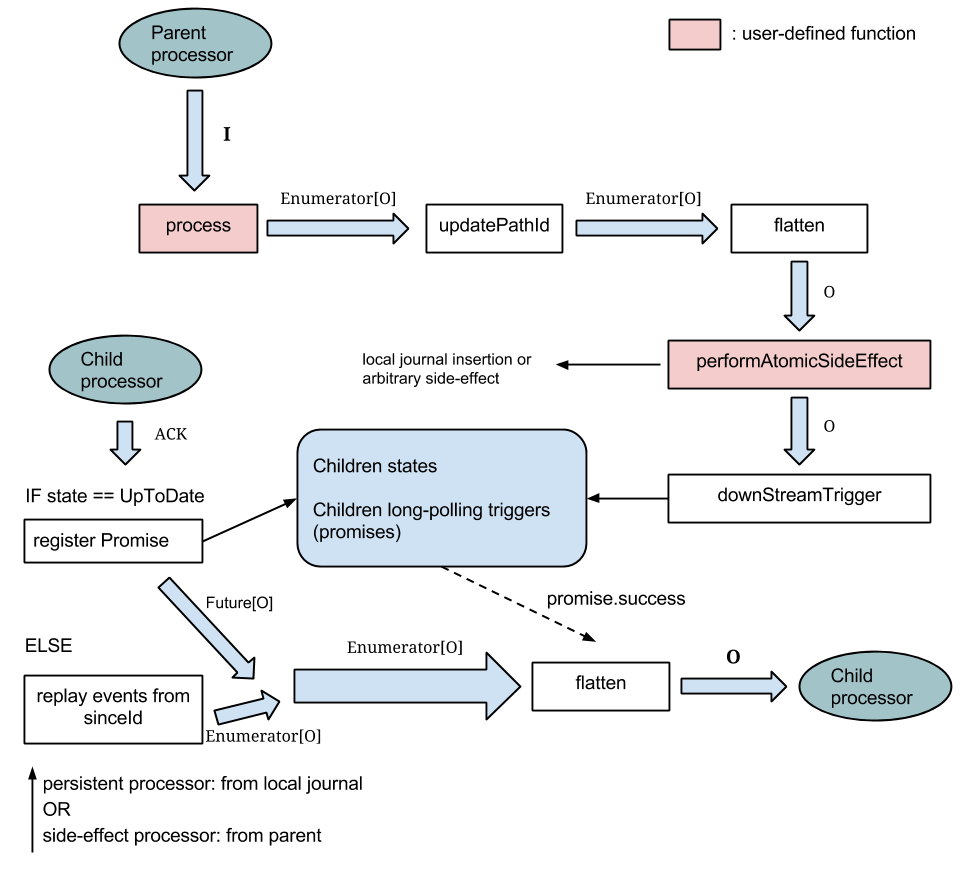 Parent
processor
: user-defined function
I
Enumerator[O]
Enumerator[O]
process
updatePathId
flatten
O
Child
processor
local journal insertion or
arbitrary side-effect
performAtomicSideEffect
ACK
O
Children states
Children long-polling triggers
(promises)
downStreamTrigger
IF state == UpToDate
register Promise
Future[O]
promise.success
ELSE
Enumerator[O]
replay events from
sinceId
flatten
O
Child
processor
Enumerator[O]
persistent processor: from local journal
OR
side-effect processor: from parent